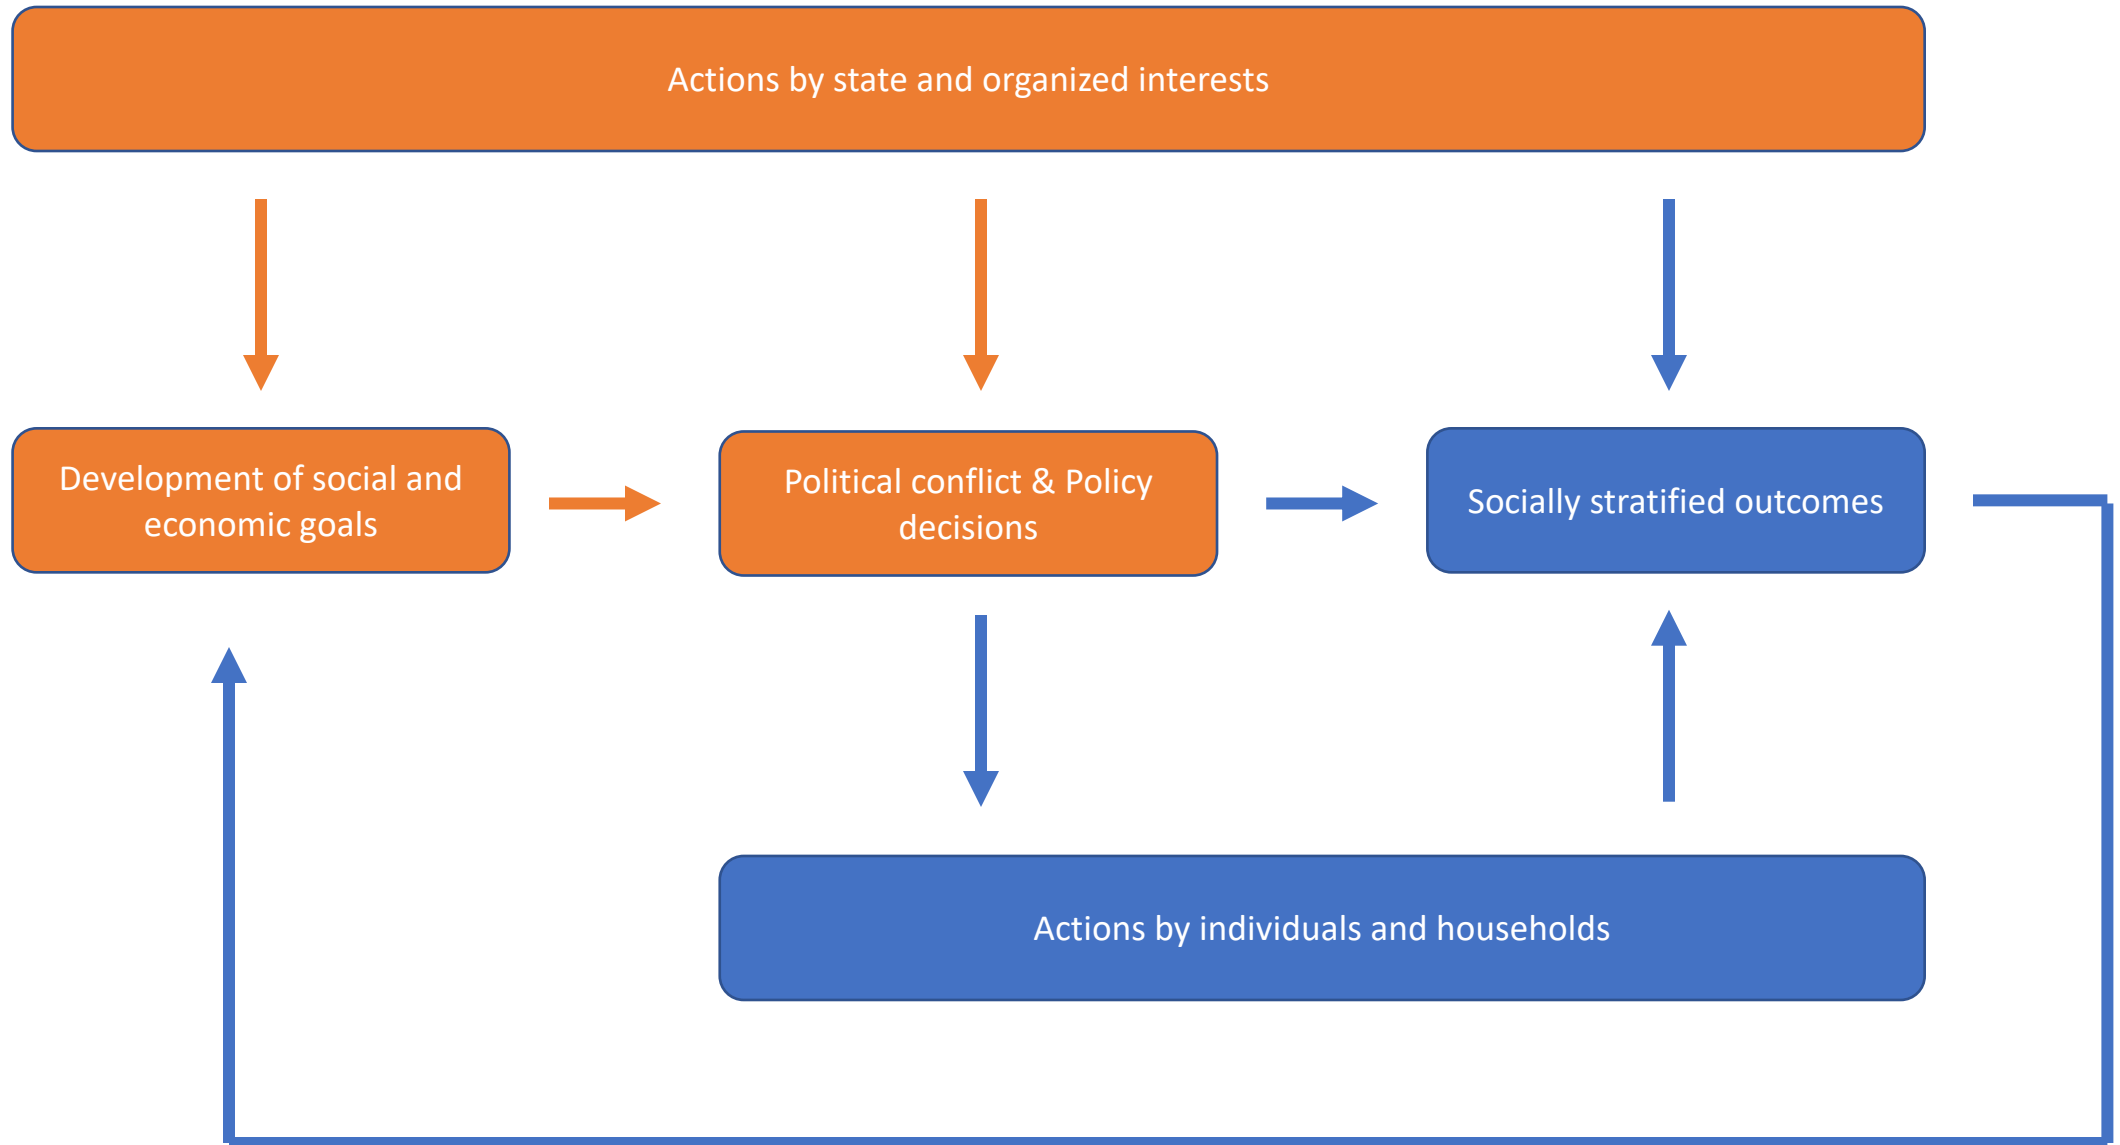 Actions by state and organized interests
Development of social and
economic goals
Political conflict & Policy
decisions
Socially stratified outcomes
Actions by individuals and households